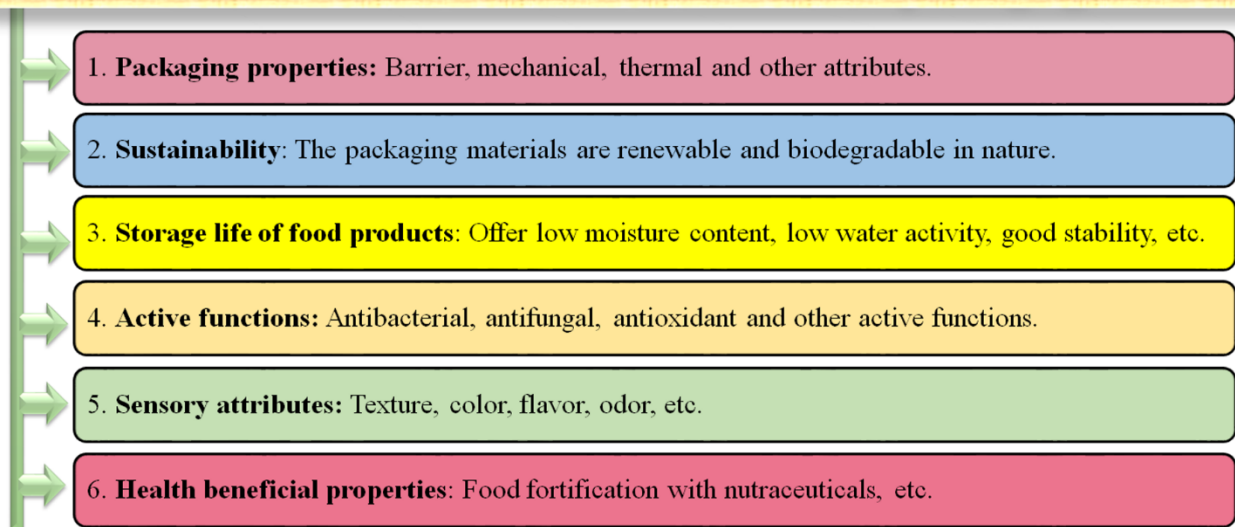 1. Packaging properties: Barrier, mechanical, thermal and other attributes.
2. Sustainability: The packaging materials are renewable and biodegradable in nature.
3. Storage life of food products: Offer low moisture content, low water activity, good stability, etc.
4. Active functions: Antibacterial, antifungal, antioxidant and other active functions.
5. Sensory attributes: Texture, color, flavor, odor, etc.
6. Health beneficial properties: Food fortification with nutraceuticals, etc.